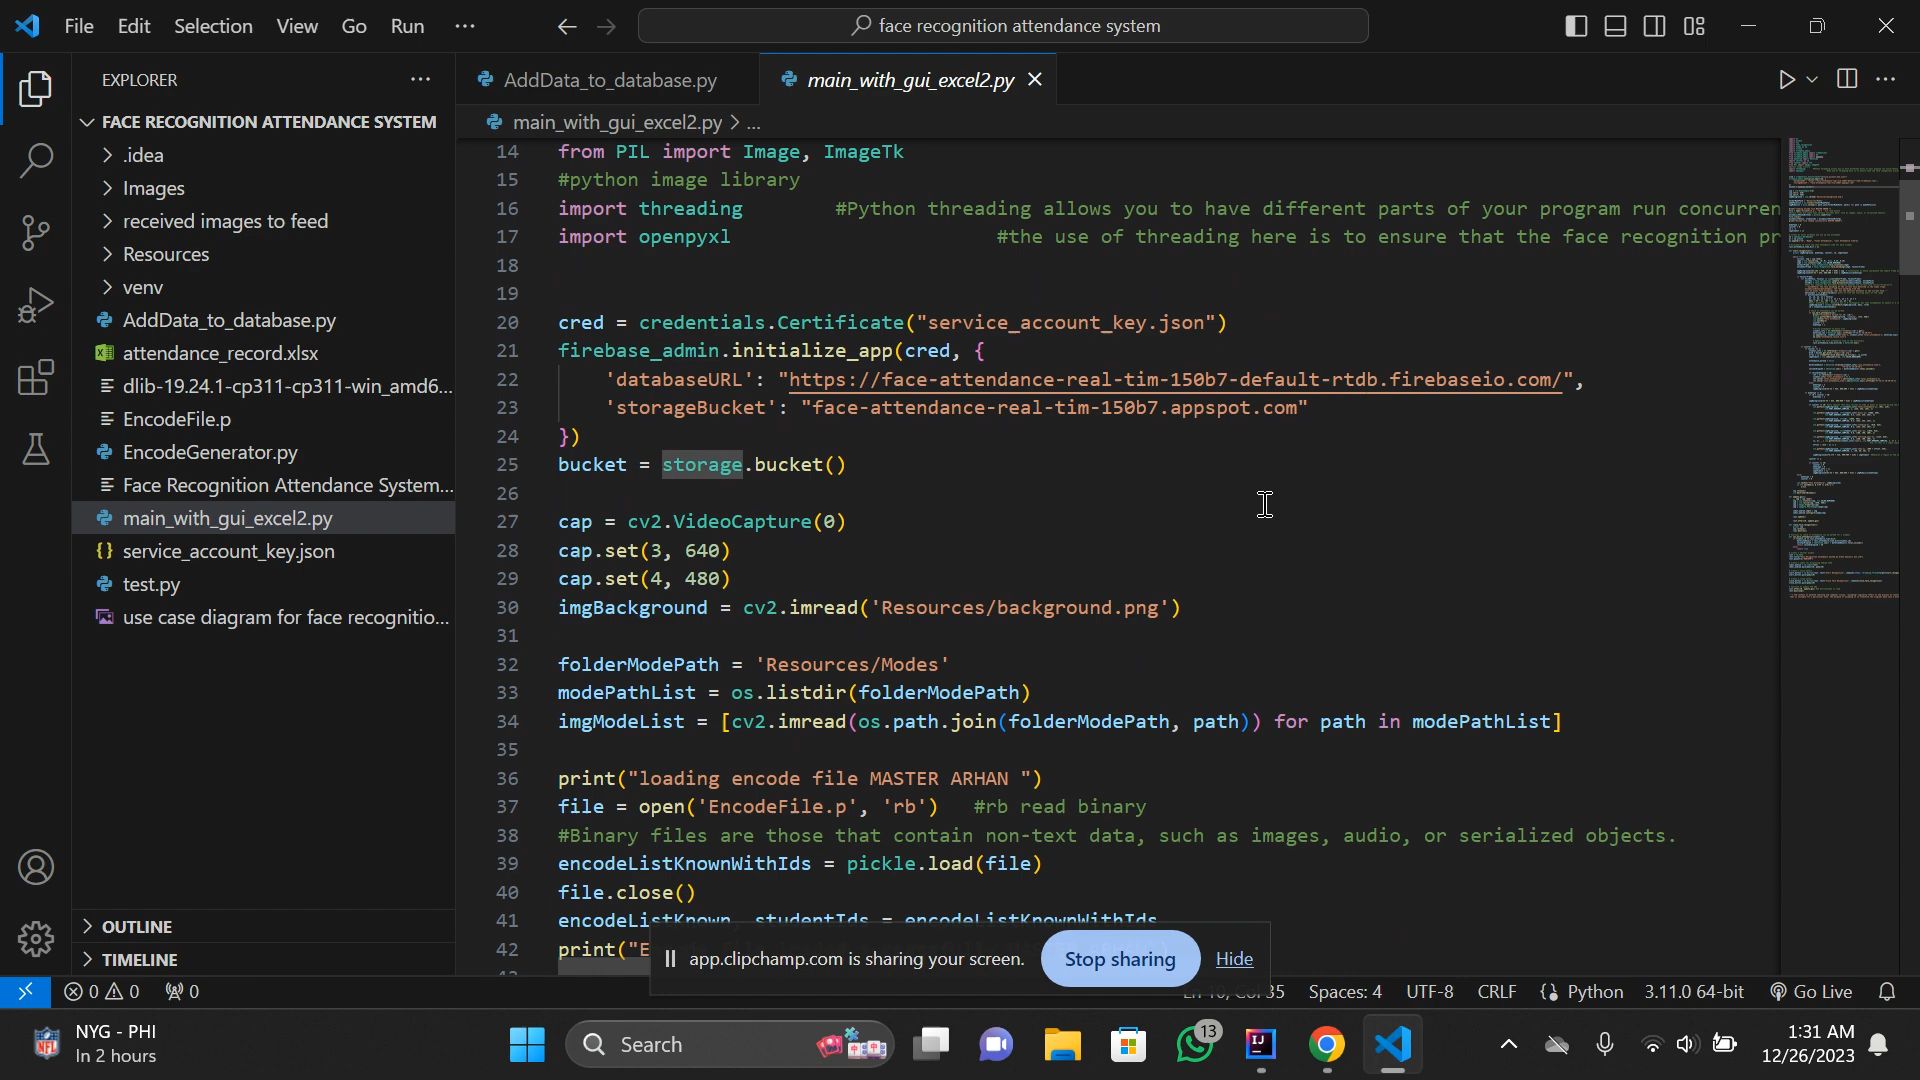 File Edit Selection View Go Run ···
face recognition attendance system
EXPLORER
AddData_to_database.py
main_with_gui_excel2.py
FACE RECOGNITION ATTENDANCE SYSTEM
main_with_gui_excel2.py > ...
.idea
Images
received images to feed
Resources
venv
AddData_to_database.py
attendance_record.xlsx
dlib-19.24.1-cp311-cp311-win_amd6...
EncodeFile.p
EncodeGenerator.py
Face Recognition Attendance System...
main_with_gui_excel2.py
service_account_key.json
test.py
use case diagram for face recognitio...
OUTLINE
TIMELINE
14 from PIL import Image, ImageTk
15 #python image library
16 import threading #Python threading allows you to have different parts of your program run concurren
17 import openpyxl #the use of threading here is to ensure that the face recognition pr
18
19
20 cred = credentials.Certificate("service_account_key.json")
21 firebase_admin.initialize_app(cred, {
22 'databaseURL': "https://face-attendance-real-tim-150b7-default-rtdb.firebaseio.com/",
23 'storageBucket': "face-attendance-real-tim-150b7.appspot.com"
24 })
25 bucket = storage.bucket()
26
27 cap = cv2.VideoCapture(0)
28 cap.set(3, 640)
29 cap.set(4, 480)
30 imgBackground = cv2.imread('Resources/background.png')
31
32 folderModePath = 'Resources/Modes'
33 modePathList = os.listdir(folderModePath)
34 imgModeList = [cv2.imread(os.path.join(folderModePath, path)) for path in modePathList]
35
36 print("loading encode file MASTER ARHAN ")
37 file = open('EncodeFile.p', 'rb') #rb read binary
38 #Binary files are those that contain non-text data, such as images, audio, or serialized objects.
39 encodeListKnownWithIds = pickle.load(file)
40 file.close()
41 encodeListKnown, studentIds = encodeListKnownWithIds
42 print("E
app.clipchamp.com is sharing your screen.
Stop sharing
Hide
0 0 0
Spaces: 4 UTF-8 CRLF {} Python 3.11.0 64-bit Go Live
NYG - PHI
In 2 hours
Search
13
1:31 AM
12/26/2023